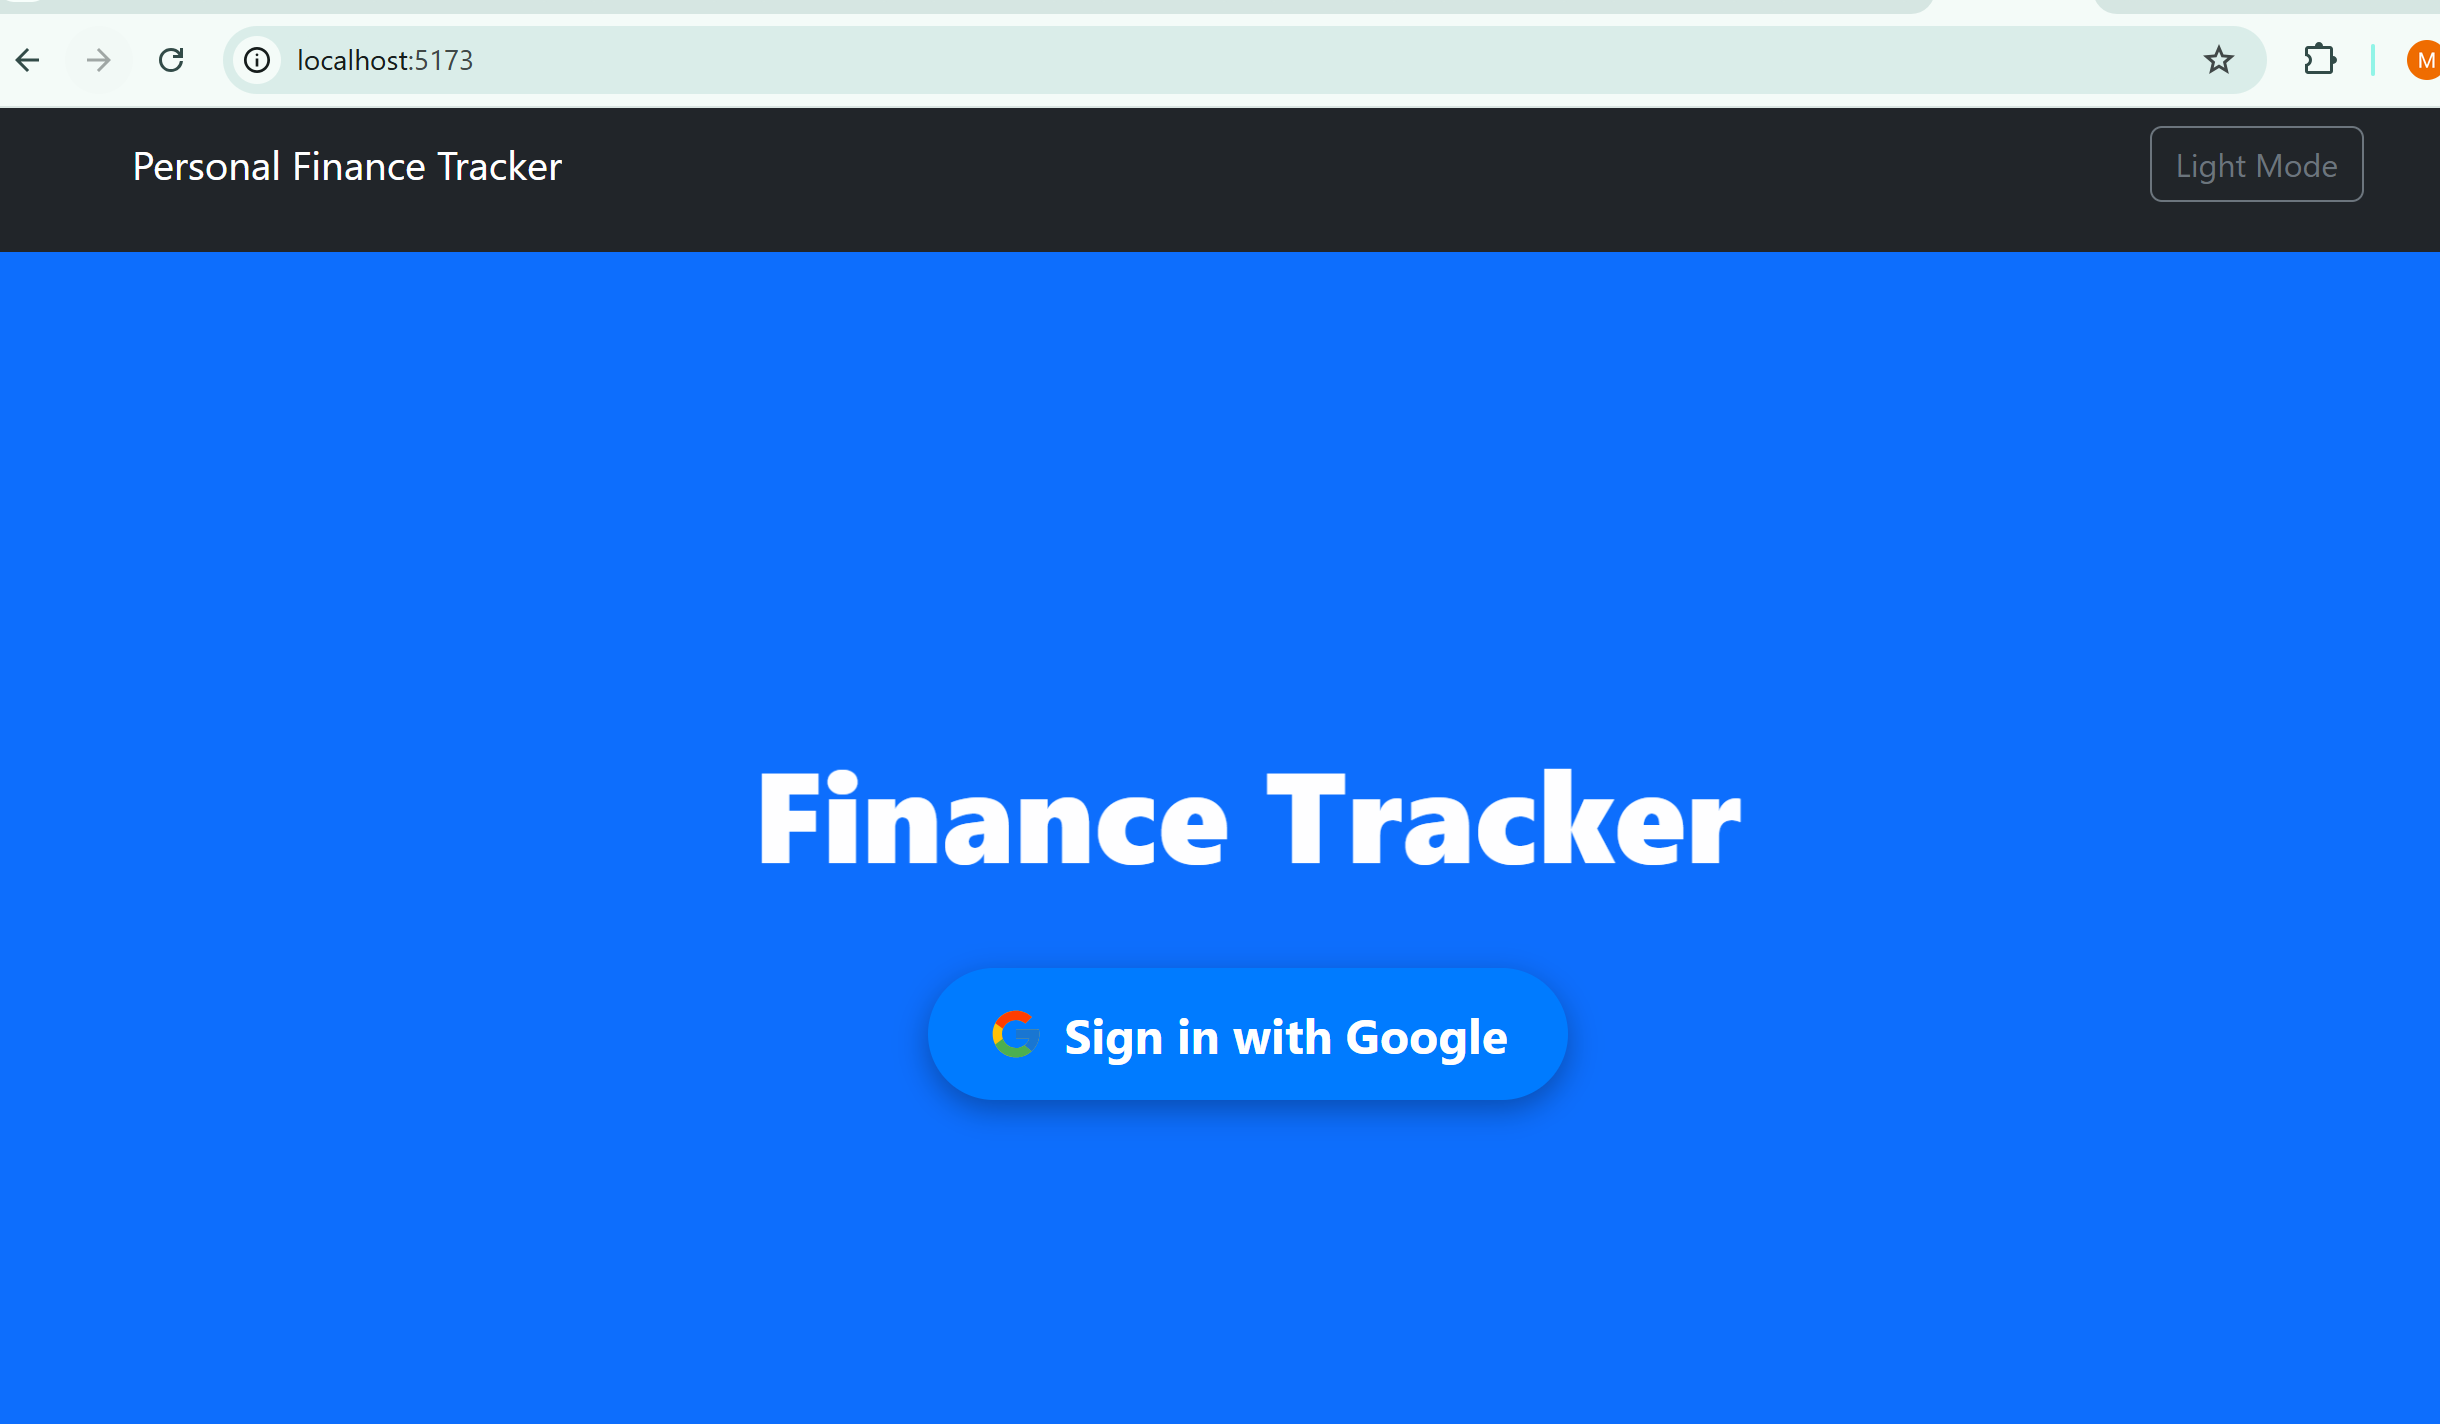 localhost:5173
M
Personal Finance Tracker
Light Mode
Finance Tracker
Sign in with Google